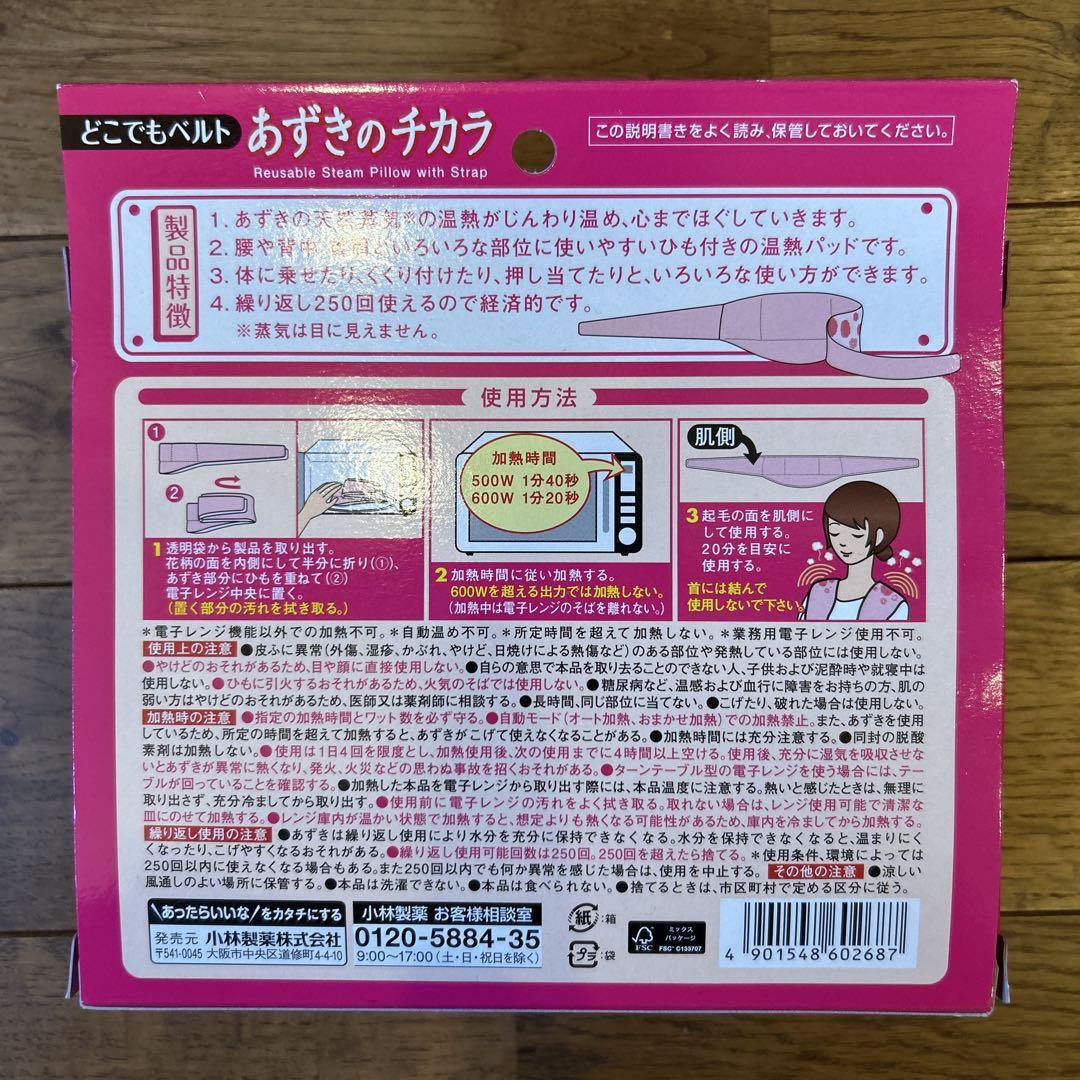 どこでもベルト あずきのチカラ
Reusable Steam Pillow with Strap
この説明書きをよく読み、保管しておいてください。
製品特徴
1. あずきの天然蒸気※の温熱がじんわり温め、心までほぐしていきます。
2. 腰や背中、肩などいろいろな部位に使いやすいひも付きの温熱パッドです。
3. 体に乗せたり、くくり付けたり、押し当てたりと、いろいろな使い方ができます。
4. 繰り返し250回使えるので経済的です。
※蒸気は目に見えません。
使用方法
①
②
1 透明袋から製品を取り出す。
花柄の面を内側にして半分に折り(①)、
あずき部分にひもを重ねて(②)
電子レンジ中央に置く。
(置く部分の汚れを拭き取る。)
加熱時間
500W 1分40秒
600W 1分20秒
2 加熱時間に従い加熱する。
600Wを超える出力では加熱しない。
(加熱中は電子レンジのそばを離れない。)
肌側
3 起毛の面を肌側に
して使用する。
20分を目安に
使用する。
首には結んで
使用しないで下さい。
*電子レンジ機能以外での加熱不可。*自動温め不可。*所定時間を超えて加熱しない。*業務用電子レンジ使用不可。
使用上の注意 ●皮ふに異常(外傷、湿疹、かぶれ、やけど、日焼けによる熱傷など)のある部位や発熱している部位には使用しない。
●やけどのおそれがあるため、目や顔に直接使用しない。●自らの意思で本品を取り去ることのできない人、子供および泥酔時や就寝中は
使用しない。●ひもに引火するおそれがあるため、火気のそばでは使用しない。●糖尿病など、温感および血行に障害をお持ちの方、肌の
弱い方はやけどのおそれがあるため、医師又は薬剤師に相談する。●長時間、同じ部位に当てない。●こげたり、破れた場合は使用しない。
加熱時の注意 ●指定の加熱時間とワット数を必ず守る。●自動モード(オート加熱、おまかせ加熱)での加熱禁止。また、あずきを使用
しているため、所定の時間を超えて加熱すると、あずきがこげて使えなくなることがある。●加熱時間には充分注意する。●同封の脱酸
素剤は加熱しない。●使用は1日4回を限度とし、加熱使用後、次の使用までに4時間以上空ける。使用後、充分に湿気を吸収させな
いとあずきが異常に熱くなり、発火、火災などの思わぬ事故を招くおそれがある。●ターンテーブル型の電子レンジを使う場合には、テー
ブルが回っていることを確認する。●加熱した本品を電子レンジから取り出す際には、本品温度に注意する。熱いと感じたときは、無理に
取り出さず、充分冷ましてから取り出す。●使用前に電子レンジの汚れをよく拭き取る。取れない場合は、レンジ使用可能で清潔な
皿にのせて加熱する。●レンジ庫内が温かい状態で加熱すると、想定よりも熱くなる可能性があるため、庫内を冷ましてから加熱する。
繰り返し使用の注意 ●あずきは繰り返し使用により水分を充分に保持できなくなる。水分を保持できなくなると、温まりにく
くなったり、こげやすくなるおそれがある。●繰り返し使用可能回数は250回。250回を超えたら捨てる。*使用条件、環境によっては
250回以内に使えなくなる場合もある。また250回以内でも何か異常を感じた場合は、使用を中止する。 その他の注意 ●涼しい
風通しのよい場所に保管する。●本品は洗濯できない。●本品は食べられない。●捨てるときは、市区町村で定める区分に従う。
\あったらいいな/をカタチにする
発売元 小林製薬株式会社
〒541-0045 大阪市中央区道修町4-4-10
小林製薬 お客様相談室
0120-5884-35
9:00~17:00(土・日・祝日を除く)
紙:箱
プラ:袋
FSC
ミックス
パッケージ
FSC® C133707
4 901548 602687